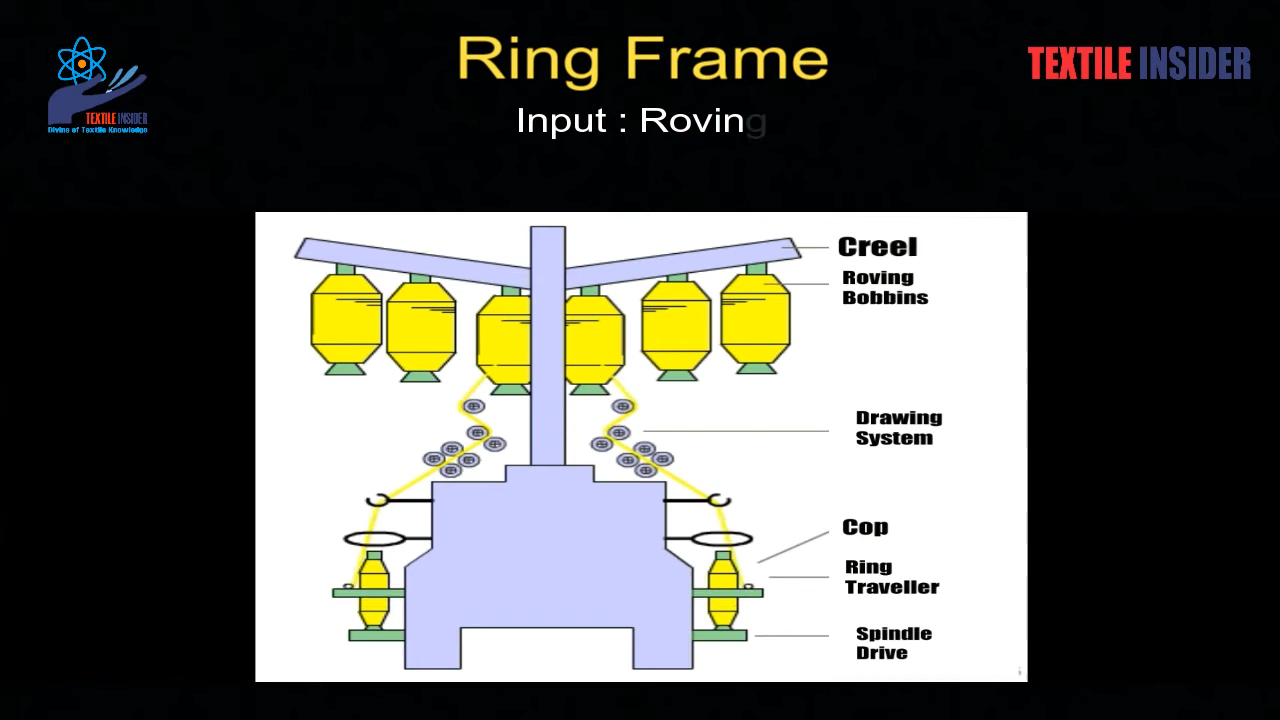 Ring Frame
TEXTILE INSIDER
TEXTILE INSIDER
Divine of Textile Knowledge
Input : Roving
Creel
Roving
Bobbins
Drawing
System
Cop
Ring
Traveller
Spindle
Drive